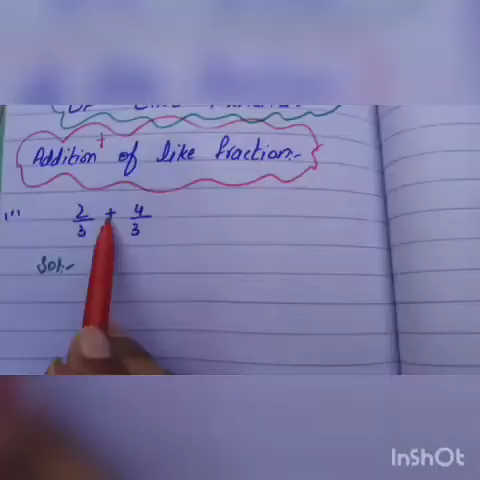 Addition of like fraction:-
2/3 + 4/3
Sol:-
InShOt